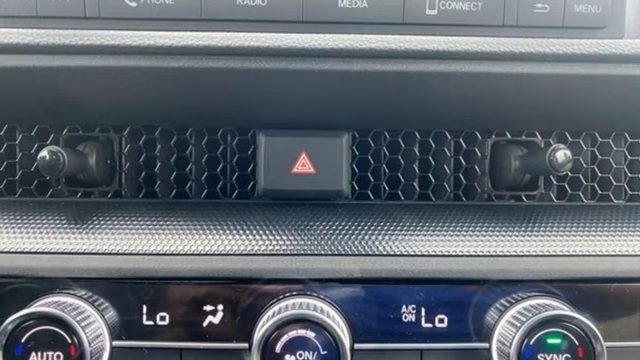 PHONE RADIO MEDIA CONNECT MENU
Lo A/C ON Lo
AUTO ON/ SYNC